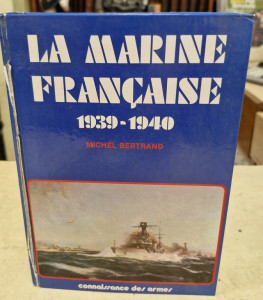 LA MARINE
FRANÇAISE
1939-1940
MICHEL BERTRAND
connaissance des armes